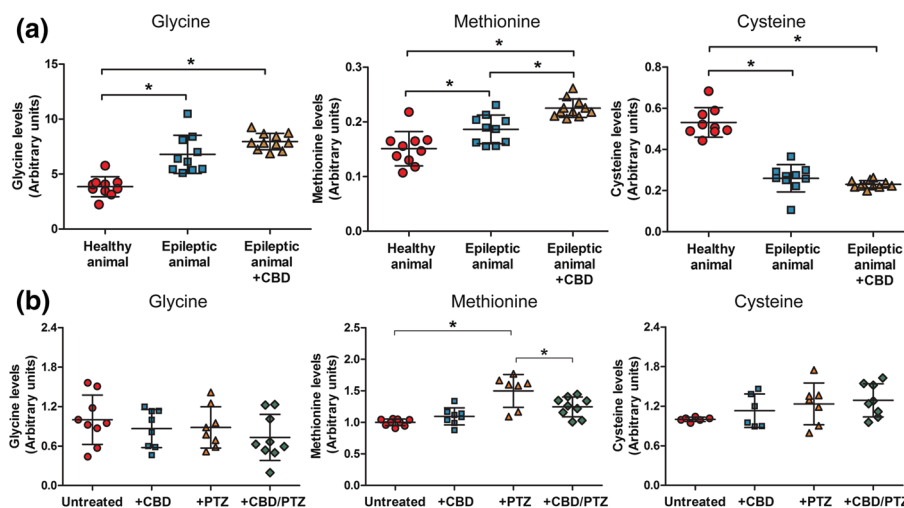 (a)
Glycine
Glycine levels
(Arbitrary units)
15
10
5
0
*
*
Healthy
animal
Epileptic
animal
Epileptic
animal
+CBD
Methionine
Methionine levels
(Arbitrary units)
0.3
0.2
0.1
0.0
*
*
*
Healthy
animal
Epileptic
animal
Epileptic
animal
+CBD
Cysteine
Cysteine levels
(Arbitrary units)
0.8
0.6
0.4
0.2
0.0
*
*
Healthy
animal
Epileptic
animal
Epileptic
animal
+CBD
(b)
Glycine
Glycine levels
(Arbitrary units)
2.4
1.8
1.2
0.6
0.0
Untreated +CBD +PTZ +CBD/PTZ
Methionine
Methionine levels
(Arbitrary units)
2.5
2.0
1.5
1.0
0.5
0.0
*
*
Untreated +CBD +PTZ +CBD/PTZ
Cysteine
Cysteine levels
(Arbitrary units)
2.4
1.8
1.2
0.6
0.0
Untreated +CBD +PTZ +CBD/PTZ